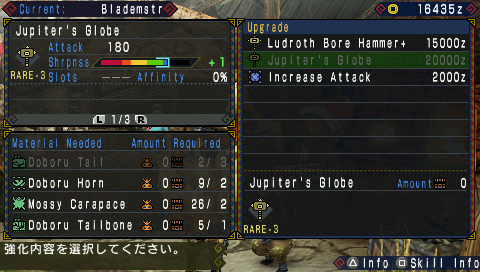 Current: Blademstr
16435z
Jupiter's Globe
Attack 180
Shrpnss +1
RARE-3
Slots --- Affinity 0%
L 1/3 R
Material Needed Amount Required
Doboru Tail 0 2/ 3
Doboru Horn 0 9/ 2
Mossy Carapace 0 26/ 2
Doboru Tailbone 0 5/ 1
Upgrade
Ludroth Bore Hammer+ 15000z
Jupiter's Globe 20000z
Increase Attack 2000z
Jupiter's Globe Amount 0
RARE-3
強化内容を選択してください。
Info Skill Info